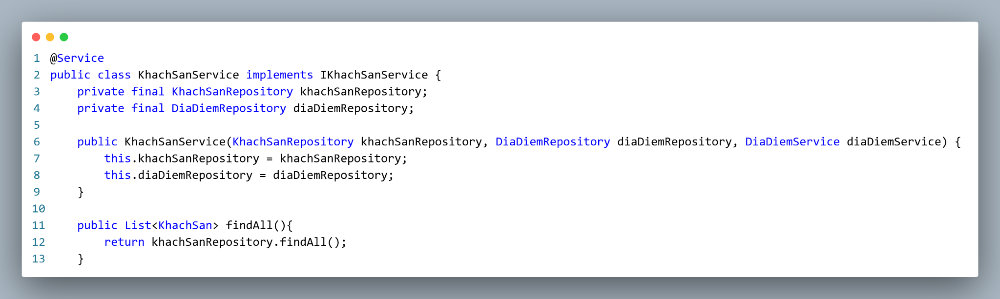 1 @Service
2 public class KhachSanService implements IKhachSanService {
3     private final KhachSanRepository khachSanRepository;
4     private final DiaDiemRepository diaDiemRepository;
5
6     public KhachSanService(KhachSanRepository khachSanRepository, DiaDiemRepository diaDiemRepository, DiaDiemService diaDiemService) {
7         this.khachSanRepository = khachSanRepository;
8         this.diaDiemRepository = diaDiemRepository;
9     }
10
11     public List<KhachSan> findAll(){
12         return khachSanRepository.findAll();
13     }